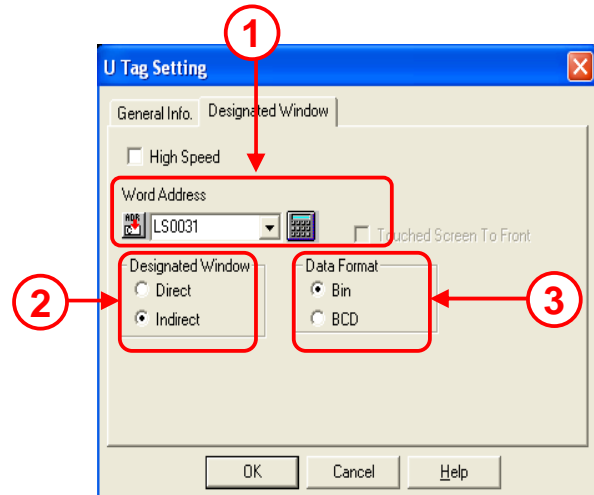 1
U Tag Setting
General Info. Designated Window
High Speed
Word Address
ADR
LS0031
Touched Screen To Front
Designated Window Data Format
Direct Bin
Indirect BCD
2 3
OK Cancel Help